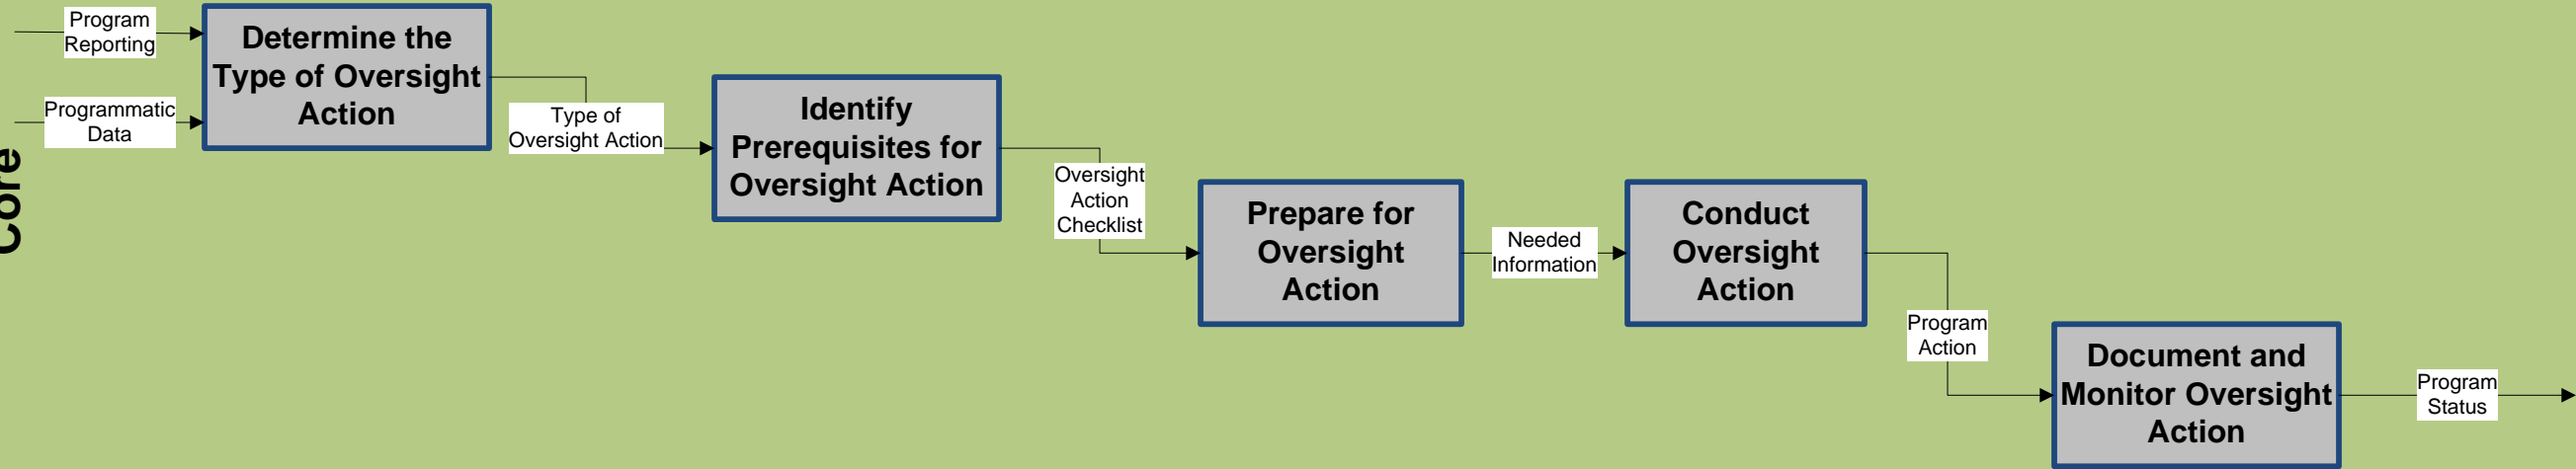 Program
Reporting
Determine the
Type of Oversight
Action
Programmatic
Data
Core
Type of
Oversight Action
Identify
Prerequisites for
Oversight Action
Oversight
Action
Checklist
Prepare for
Oversight
Action
Needed
Information
Conduct
Oversight
Action
Program
Action
Document and
Monitor Oversight
Action
Program
Status